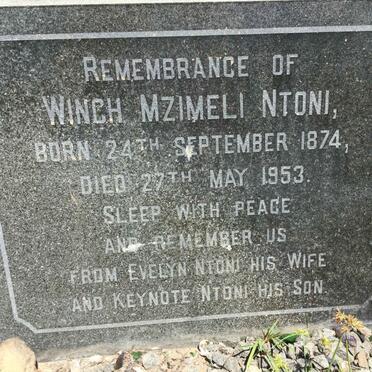 REMEMBRANCE OF
WINCH MZIMELI NTONI,
BORN 24TH SEPTEMBER 1874,
DIED 27TH MAY 1953.
SLEEP WITH PEACE
AND REMEMBER US
FROM EVELYN NTONI HIS WIFE
AND KEYNOTE NTONI HIS SON.